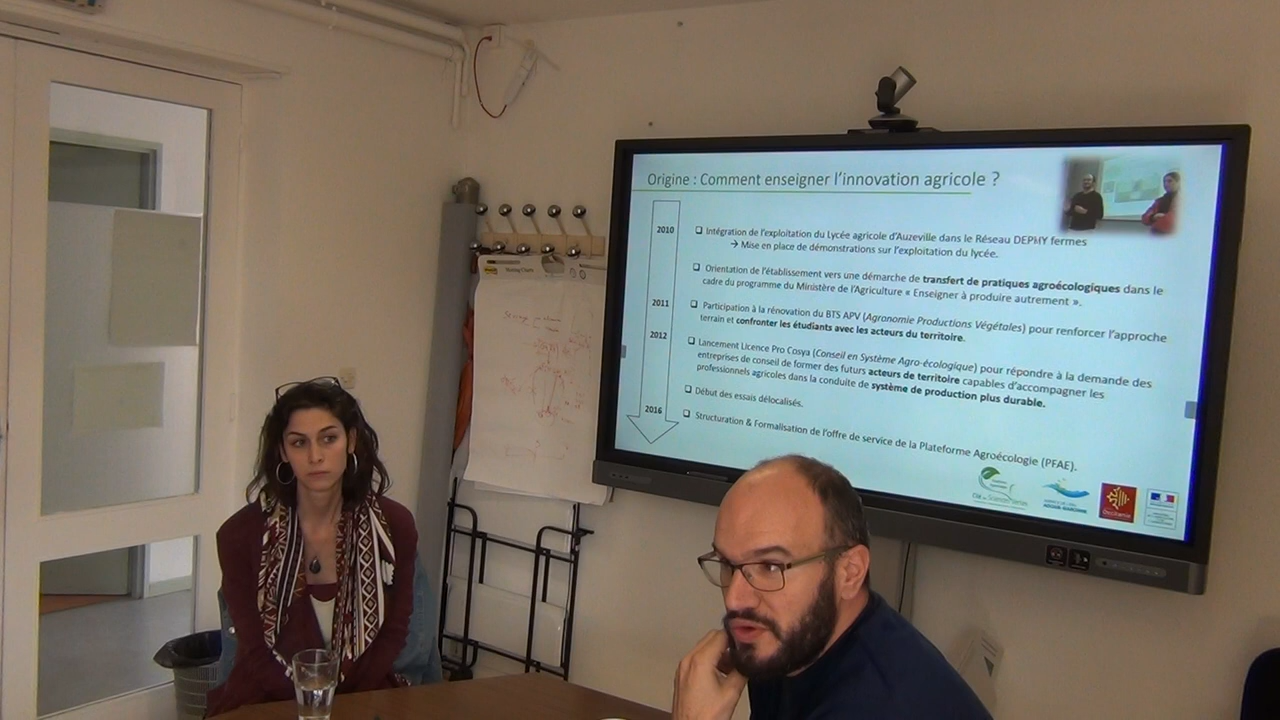 Origine : Comment enseigner l'innovation agricole ?
2010
❑ Intégration de l'exploitation du Lycée agricole d'Auzeville dans le Réseau DEPHY fermes
→ Mise en place de démonstrations sur l'exploitation du lycée.
❑ Orientation de l'établissement vers une démarche de transfert de pratiques agroécologiques dans le
cadre du programme du Ministère de l'Agriculture « Enseigner à produire autrement ».
2011
❑ Participation à la rénovation du BTS APV (Agronomie Productions Végétales) pour renforcer l'approche
terrain et confronter les étudiants avec les acteurs du territoire.
2012
❑ Lancement Licence Pro Cosya (Conseil en Système Agro-écologique) pour répondre à la demande des
entreprises de conseil de former des futurs acteurs de territoire capables d'accompagner les
professionnels agricoles dans la conduite de système de production plus durable.
❑ Début des essais délocalisés.
2016
❑ Structuration & Formalisation de l'offre de service de la Plateforme Agroécologie (PFAE).
Occitanie